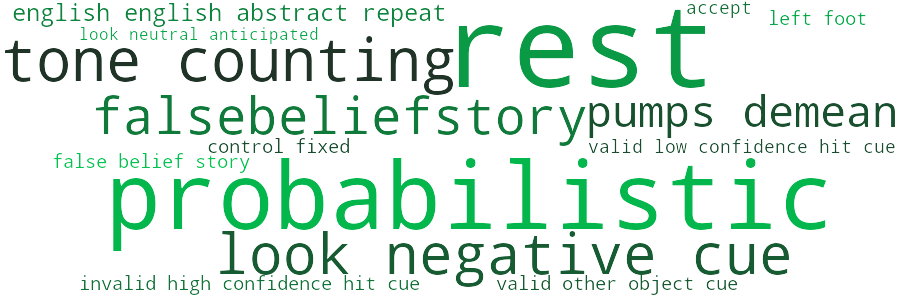 english english abstract repeat
accept
left foot
look neutral anticipated
rest
tone counting
falsebeliefstory
pumps demean
control fixed
valid low confidence hit cue
false belief story
probabilistic
look negative cue
invalid high confidence hit cue
valid other object cue